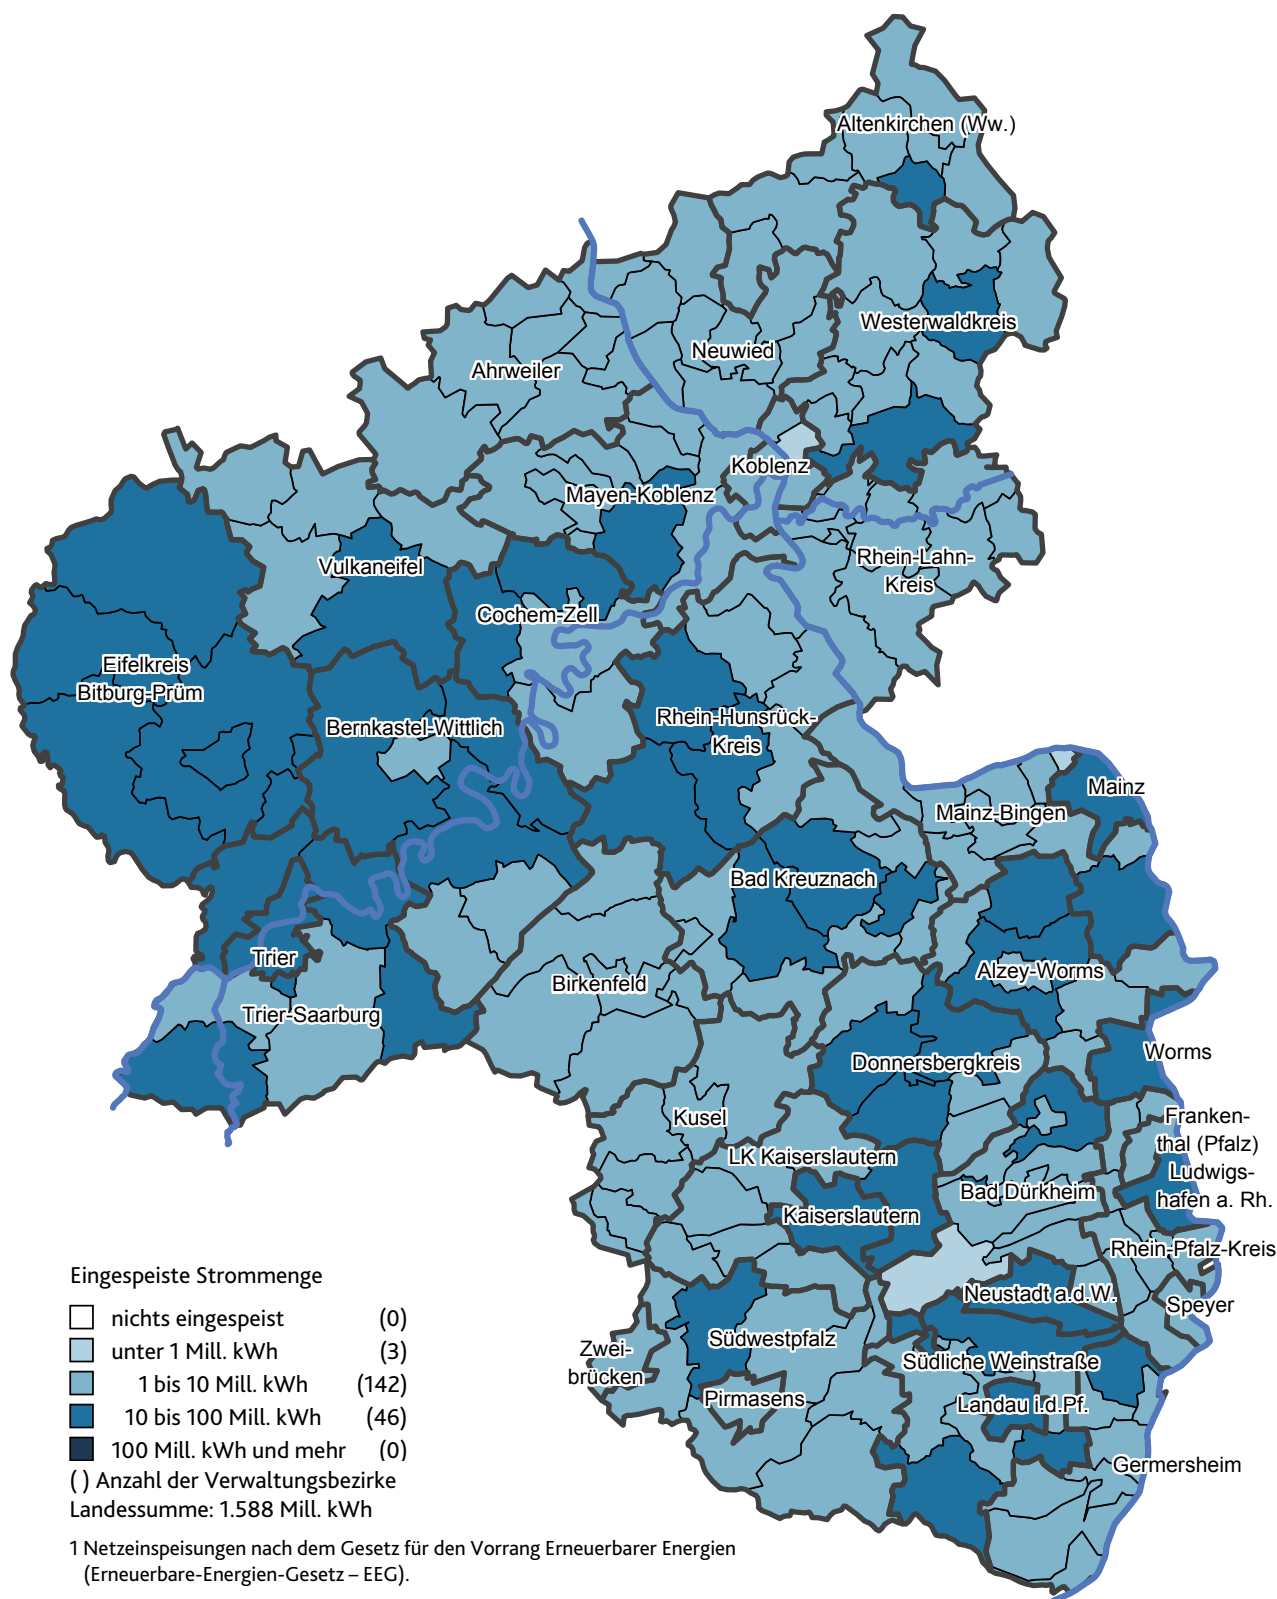 Altenkirchen (Ww.)
Westerwaldkreis
Neuwied
Ahrweiler
Koblenz
Mayen-Koblenz
Rhein-Lahn-
Kreis
Vulkaneifel
Cochem-Zell
Eifelkreis
Bitburg-Prüm
Rhein-Hunsrück-
Kreis
Bernkastel-Wittlich
Mainz
Mainz-Bingen
Bad Kreuznach
Trier
Alzey-Worms
Birkenfeld
Trier-Saarburg
Worms
Donnersbergkreis
Kusel
Franken-
thal (Pfalz)
LK Kaiserslautern
Ludwigs-
hafen a. Rh.
Bad Dürkheim
Kaiserslautern
Rhein-Pfalz-Kreis
Neustadt a.d.W.
Speyer
Südwestpfalz
Zwei-
brücken
Südliche Weinstraße
Pirmasens
Landau i.d.Pf.
Germersheim
Eingespeiste Strommenge
nichts eingespeist (0)
unter 1 Mill. kWh (3)
1 bis 10 Mill. kWh (142)
10 bis 100 Mill. kWh (46)
100 Mill. kWh und mehr (0)
( ) Anzahl der Verwaltungsbezirke
Landessumme: 1.588 Mill. kWh
1 Netzeinspeisungen nach dem Gesetz für den Vorrang Erneuerbarer Energien
(Erneuerbare-Energien-Gesetz – EEG).